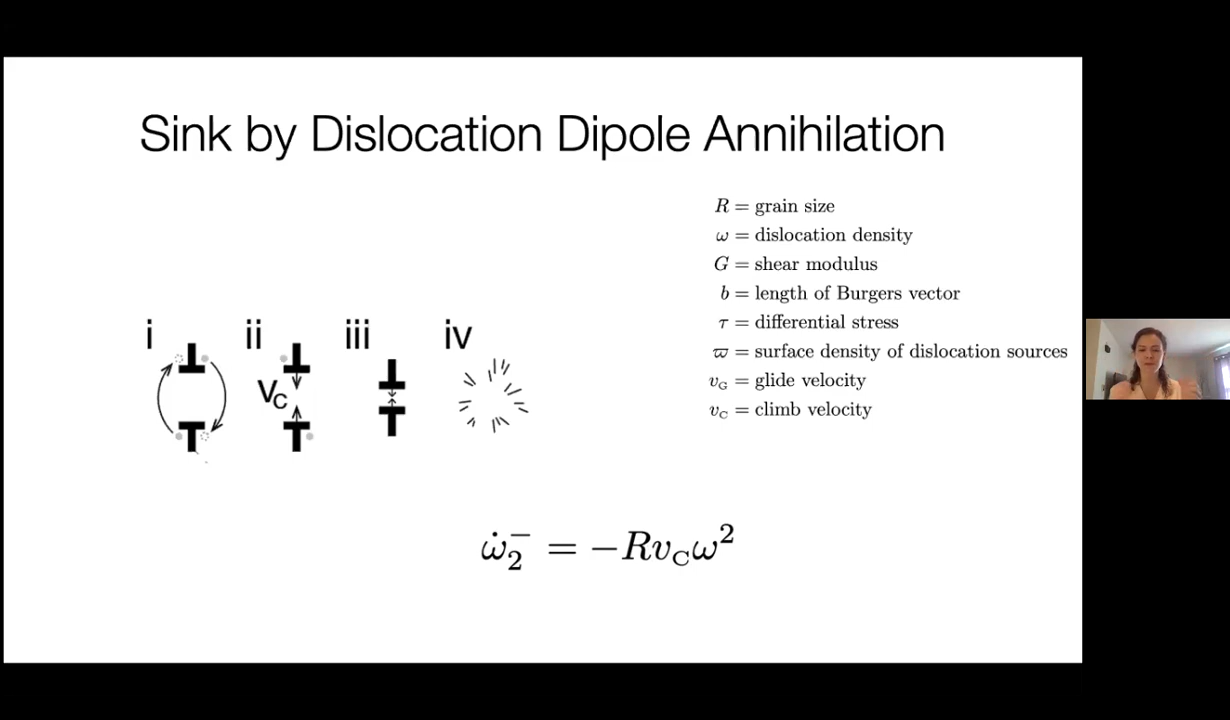 Sink by Dislocation Dipole Annihilation
R = grain size
ω = dislocation density
G = shear modulus
b = length of Burgers vector
τ = differential stress
ϖ = surface density of dislocation sources
v_G = glide velocity
v_C = climb velocity
i ii iii iv
v_C
ω̇₂⁻ = −Rv_Cω²